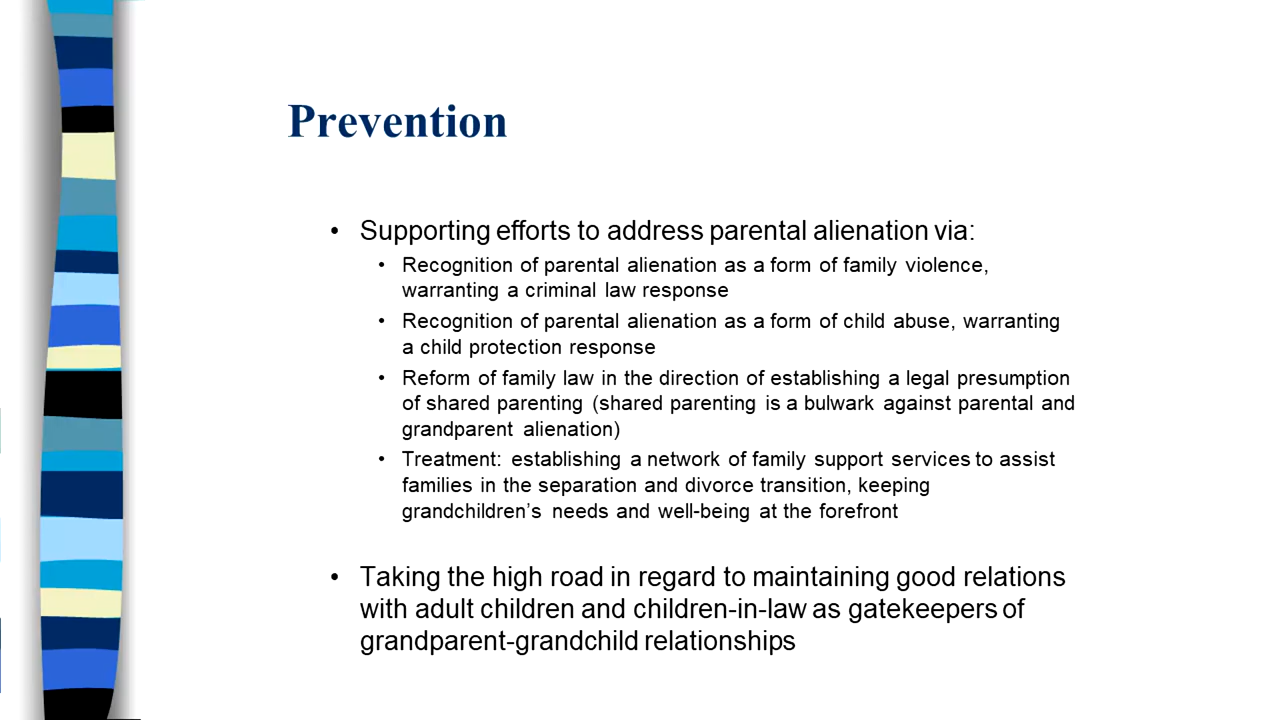 Prevention
• Supporting efforts to address parental alienation via:
• Recognition of parental alienation as a form of family violence,
warranting a criminal law response
• Recognition of parental alienation as a form of child abuse, warranting
a child protection response
• Reform of family law in the direction of establishing a legal presumption
of shared parenting (shared parenting is a bulwark against parental and
grandparent alienation)
• Treatment: establishing a network of family support services to assist
families in the separation and divorce transition, keeping
grandchildren’s needs and well-being at the forefront
• Taking the high road in regard to maintaining good relations
with adult children and children-in-law as gatekeepers of
grandparent-grandchild relationships